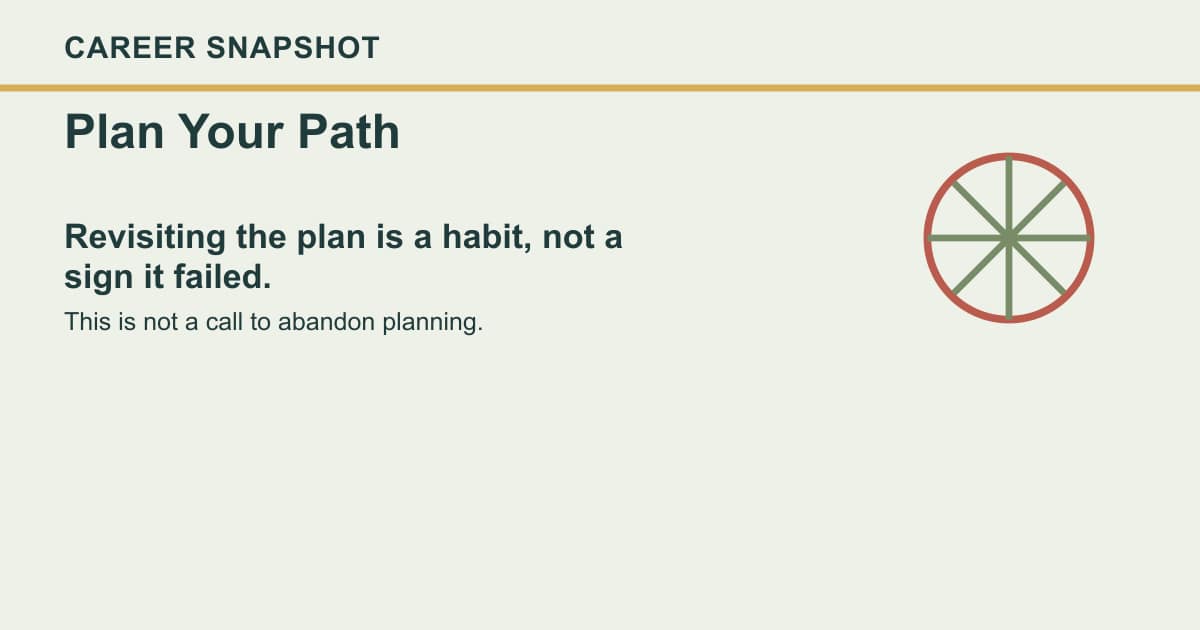 CAREER SNAPSHOT
Plan Your Path
Revisiting the plan is a habit, not a
sign it failed.
This is not a call to abandon planning.